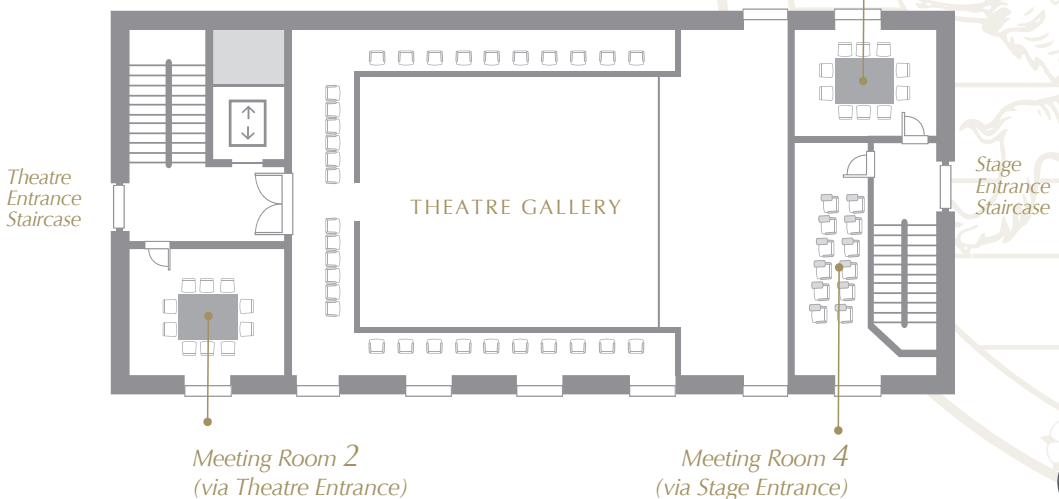 Theatre
Entrance
Staircase
THEATRE GALLERY
Stage
Entrance
Staircase
Meeting Room 2
(via Theatre Entrance)
Meeting Room 4
(via Stage Entrance)